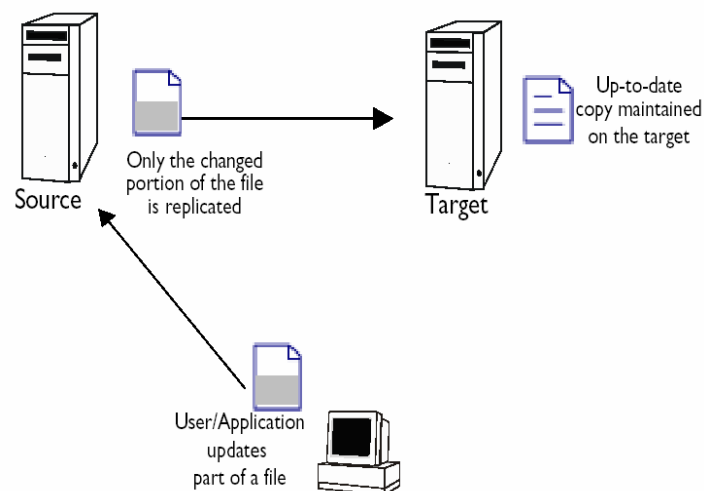 Source
Only the changed
portion of the file
is replicated
Target
Up-to-date
copy maintained
on the target
User/Application
updates
part of a file